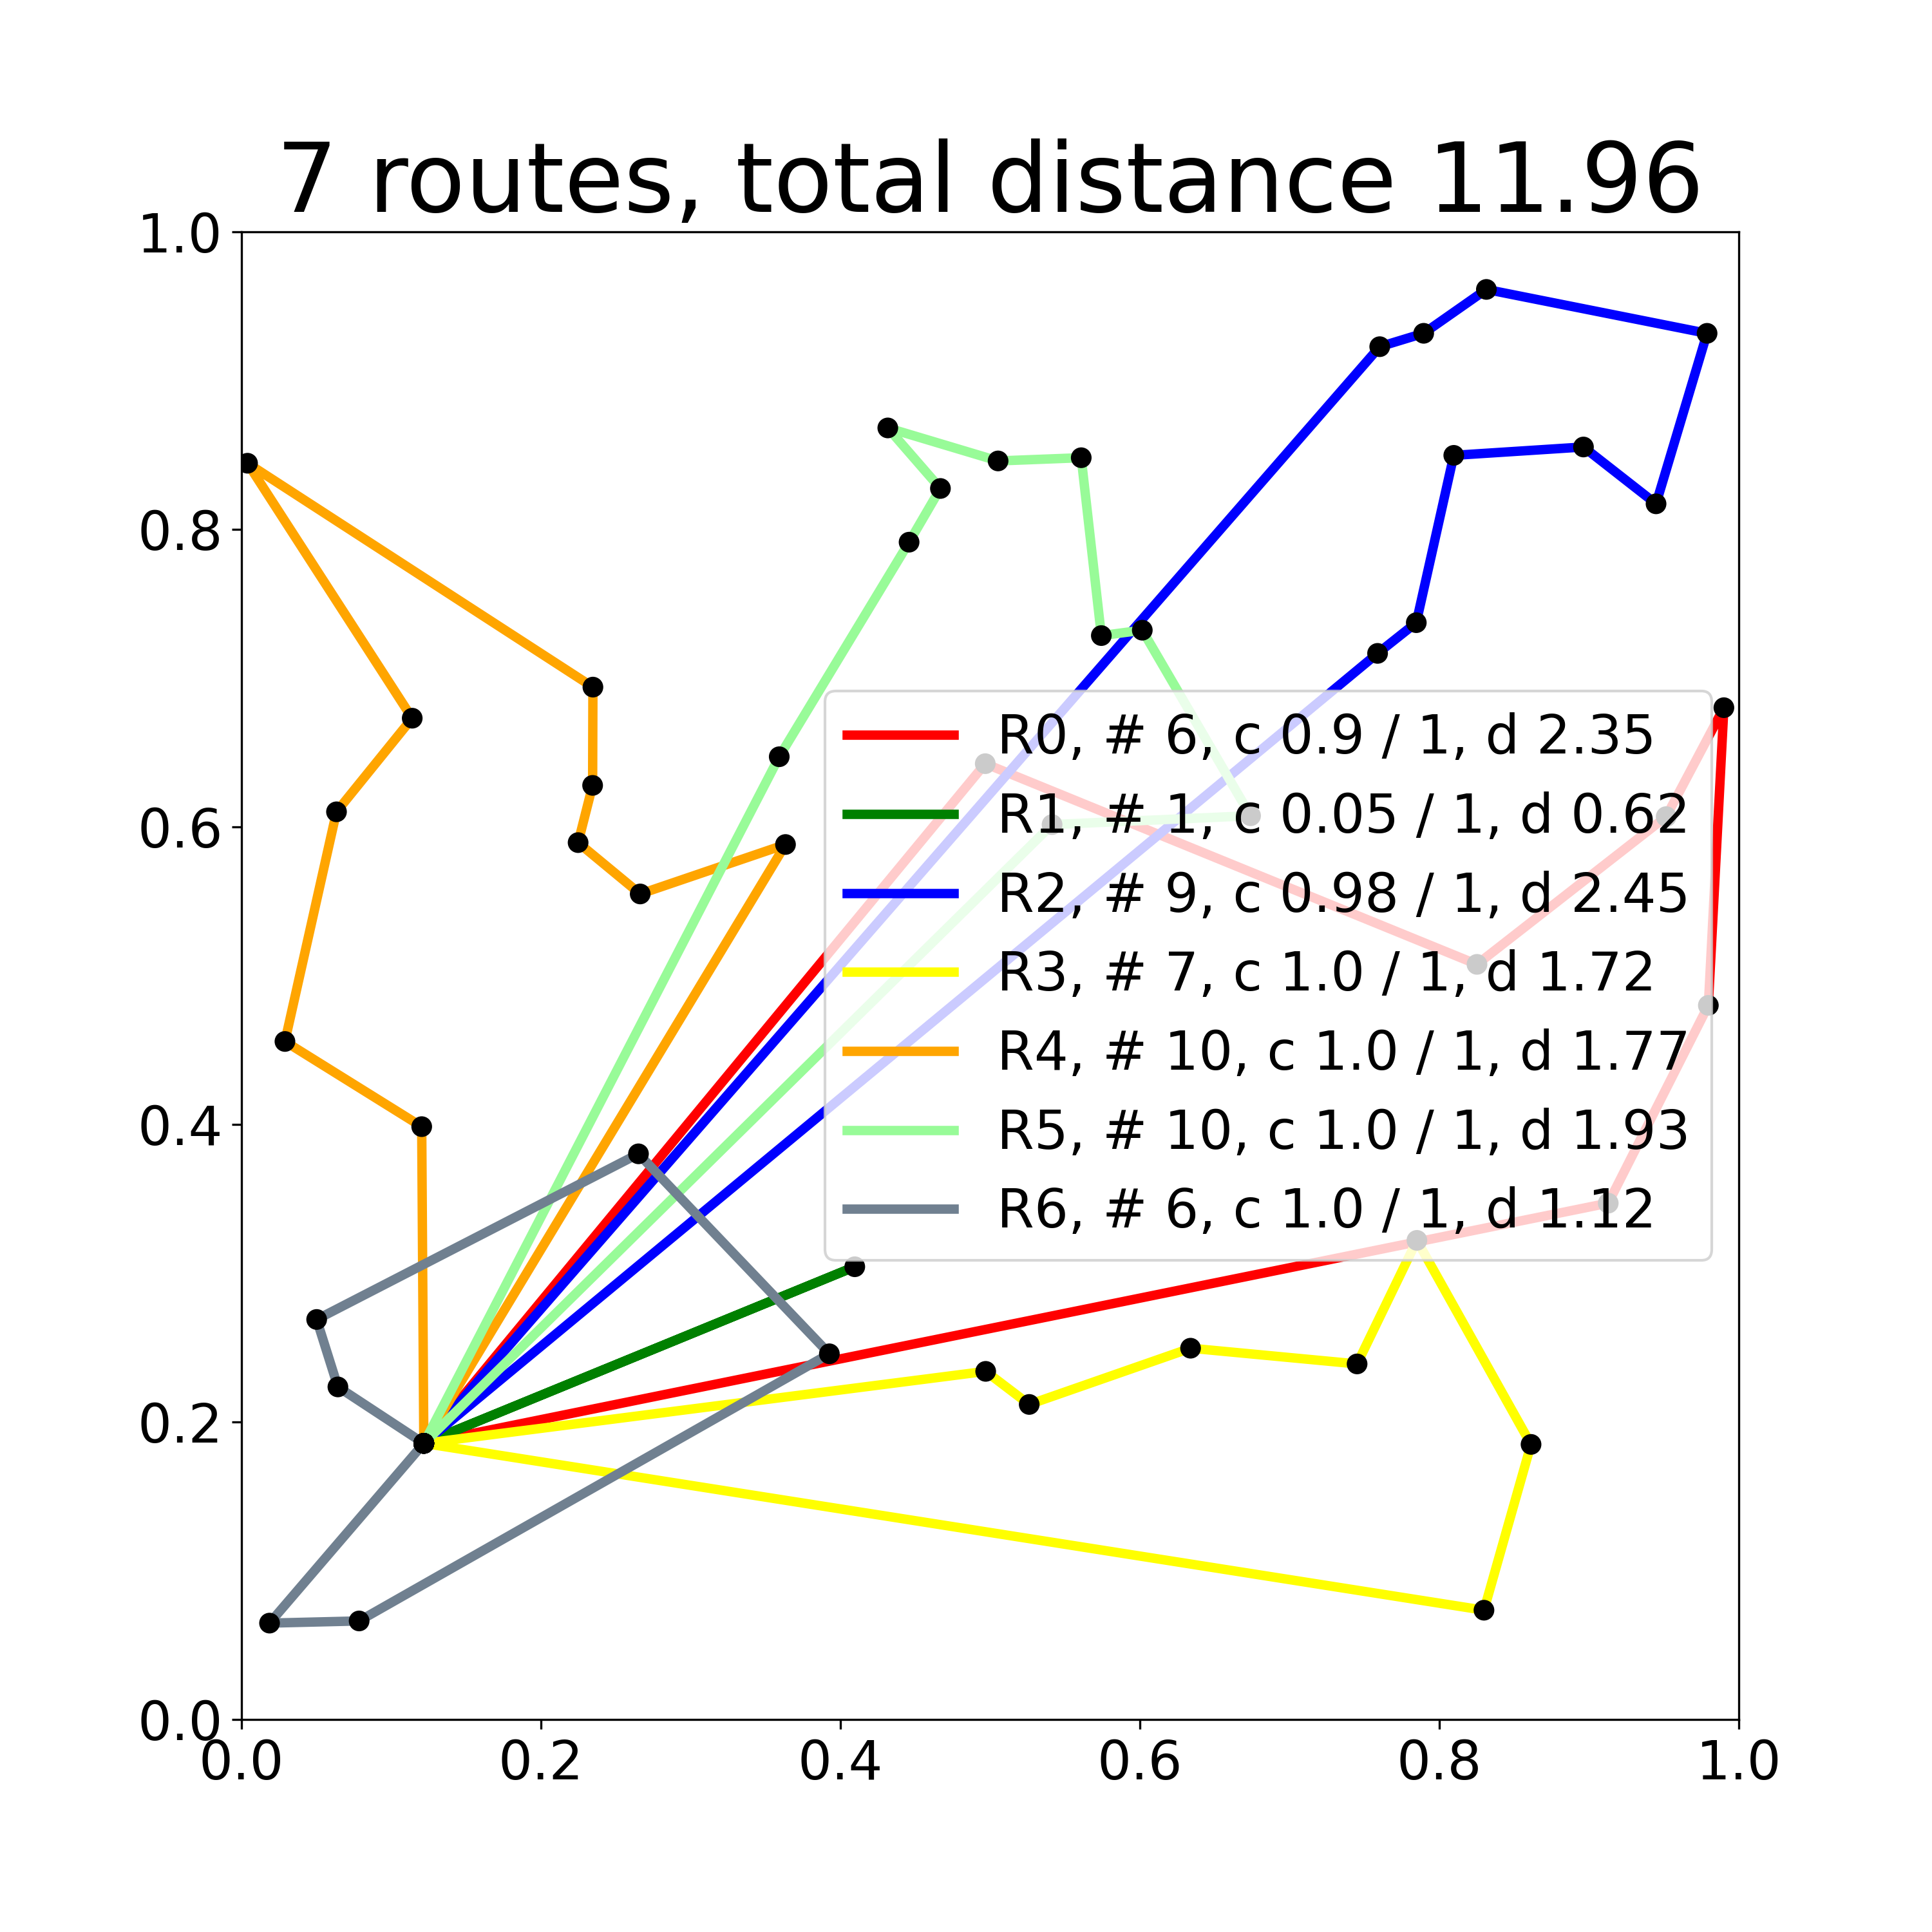 7 routes, total distance 11.96
1.0
0.8
0.6
0.4
0.2
0.0
R0, # 6, c 0.9 / 1, d 2.35
R1, # 1, c 0.05 / 1, d 0.62
R2, # 9, c 0.98 / 1, d 2.45
R3, # 7, c 1.0 / 1, d 1.72
R4, # 10, c 1.0 / 1, d 1.77
R5, # 10, c 1.0 / 1, d 1.93
R6, # 6, c 1.0 / 1, d 1.12
0.0 0.2 0.4 0.6 0.8 1.0